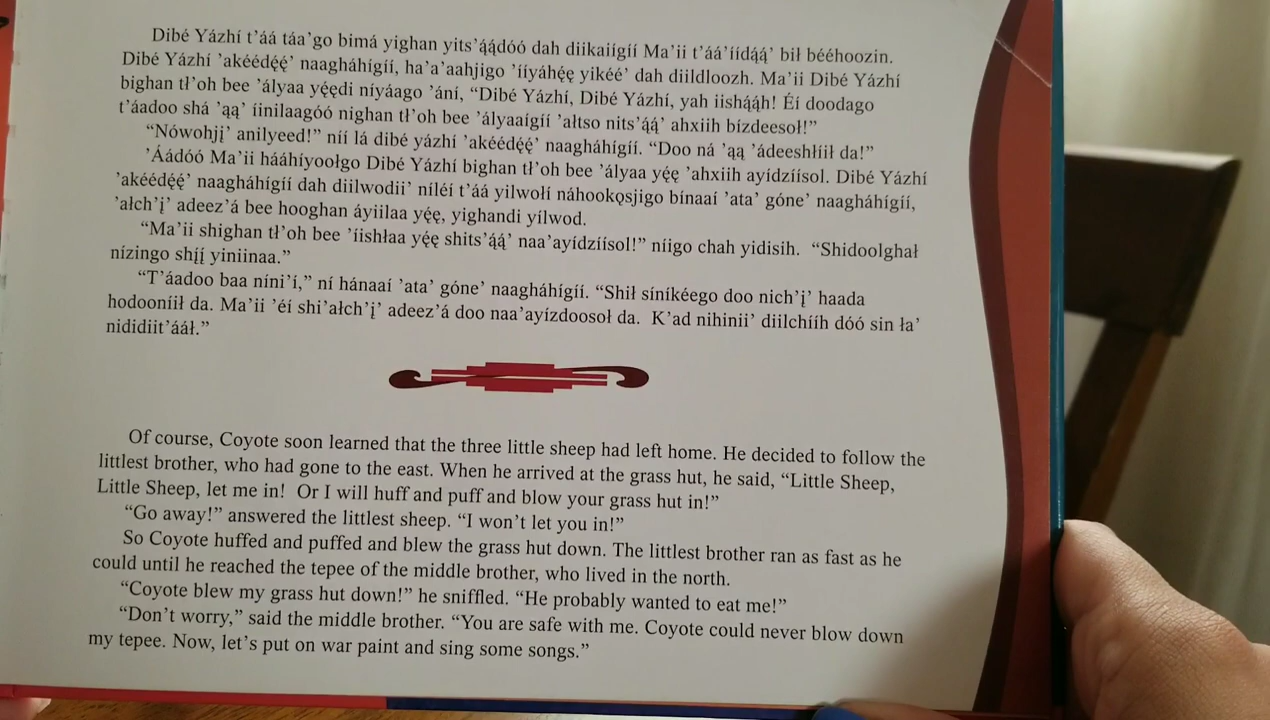 Dibé Yázhí t’áá táa’go bimá yighan yits’ą́ą́dóó dah diikaiígíí Ma’ii t’áá’íídą́ą́’ bił bééhoozin.
Dibé Yázhí ’akéédę́ę́’ naagháhígíí, ha’a’aahjigo ’ííyáhę́ę yikéé’ dah diildloozh. Ma’ii Dibé Yázhí
bighan tł’oh bee ’ályaa yę́ędi níyáago ’ání, “Dibé Yázhí, Dibé Yázhí, yah iishą́ą́h! Éí doodago
t’áadoo shá ’ąą’ iinilaagóó nighan tł’oh bee ’ályaaígíí ’ałtso nits’ą́ą́’ ahxiih bízdeesoł!”
“Nówohjį’ anilyeed!” níí lá dibé yázhí ’akéédę́ę́’ naagháhígíí. “Doo ná ’ąą ’ádeeshłííł da!”
’Áádóó Ma’ii hááhíyoołgo Dibé Yázhí bighan tł’oh bee ’ályaa yę́ę ’ahxiih ayídzíísol. Dibé Yázhí
’akéédę́ę́’ naagháhígíí dah diilwodii’ níléí t’áá yilwołí náhookǫsjigo bínaaí ’ata’ góne’ naagháhígíí,
’ałch’į’ adeez’á bee hooghan áyiilaa yę́ę, yighandi yílwod.
“Ma’ii shighan tł’oh bee ’íishłaa yę́ę shits’ą́ą́’ naa’ayídzíísol!” níigo chah yidisih. “Shidoolghał
nízingo shį́į́ yiniinaa.”
“T’áadoo baa níni’í,” ní hánaaí ’ata’ góne’ naagháhígíí. “Shił síníkéego doo nich’į’ haada
hodooníił da. Ma’ii ’éí shi’ałch’į’ adeez’á doo naa’ayízdoosoł da. K’ad nihinii’ diilchííh dóó sin ła’
nididiit’ááł.”
Of course, Coyote soon learned that the three little sheep had left home. He decided to follow the
littlest brother, who had gone to the east. When he arrived at the grass hut, he said, “Little Sheep,
Little Sheep, let me in! Or I will huff and puff and blow your grass hut in!”
“Go away!” answered the littlest sheep. “I won’t let you in!”
So Coyote huffed and puffed and blew the grass hut down. The littlest brother ran as fast as he
could until he reached the tepee of the middle brother, who lived in the north.
“Coyote blew my grass hut down!” he sniffled. “He probably wanted to eat me!”
“Don’t worry,” said the middle brother. “You are safe with me. Coyote could never blow down
my tepee. Now, let’s put on war paint and sing some songs.”